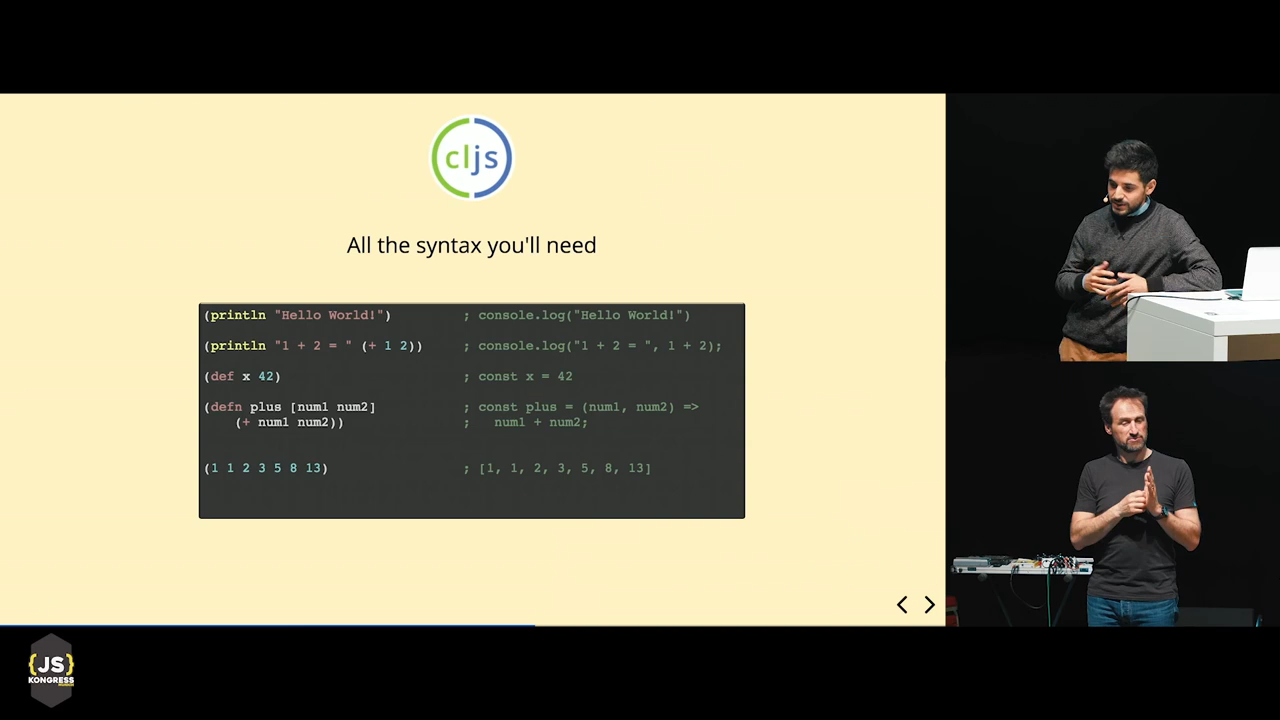 cljs
All the syntax you'll need
(println "Hello World!") ; console.log("Hello World!")
(println "1 + 2 = " (+ 1 2)) ; console.log("1 + 2 = ", 1 + 2);
(def x 42) ; const x = 42
(defn plus [num1 num2] ; const plus = (num1, num2) =>
(+ num1 num2)) ; num1 + num2;
(1 1 2 3 5 8 13) ; [1, 1, 2, 3, 5, 8, 13]
{JS}
KONGRESS